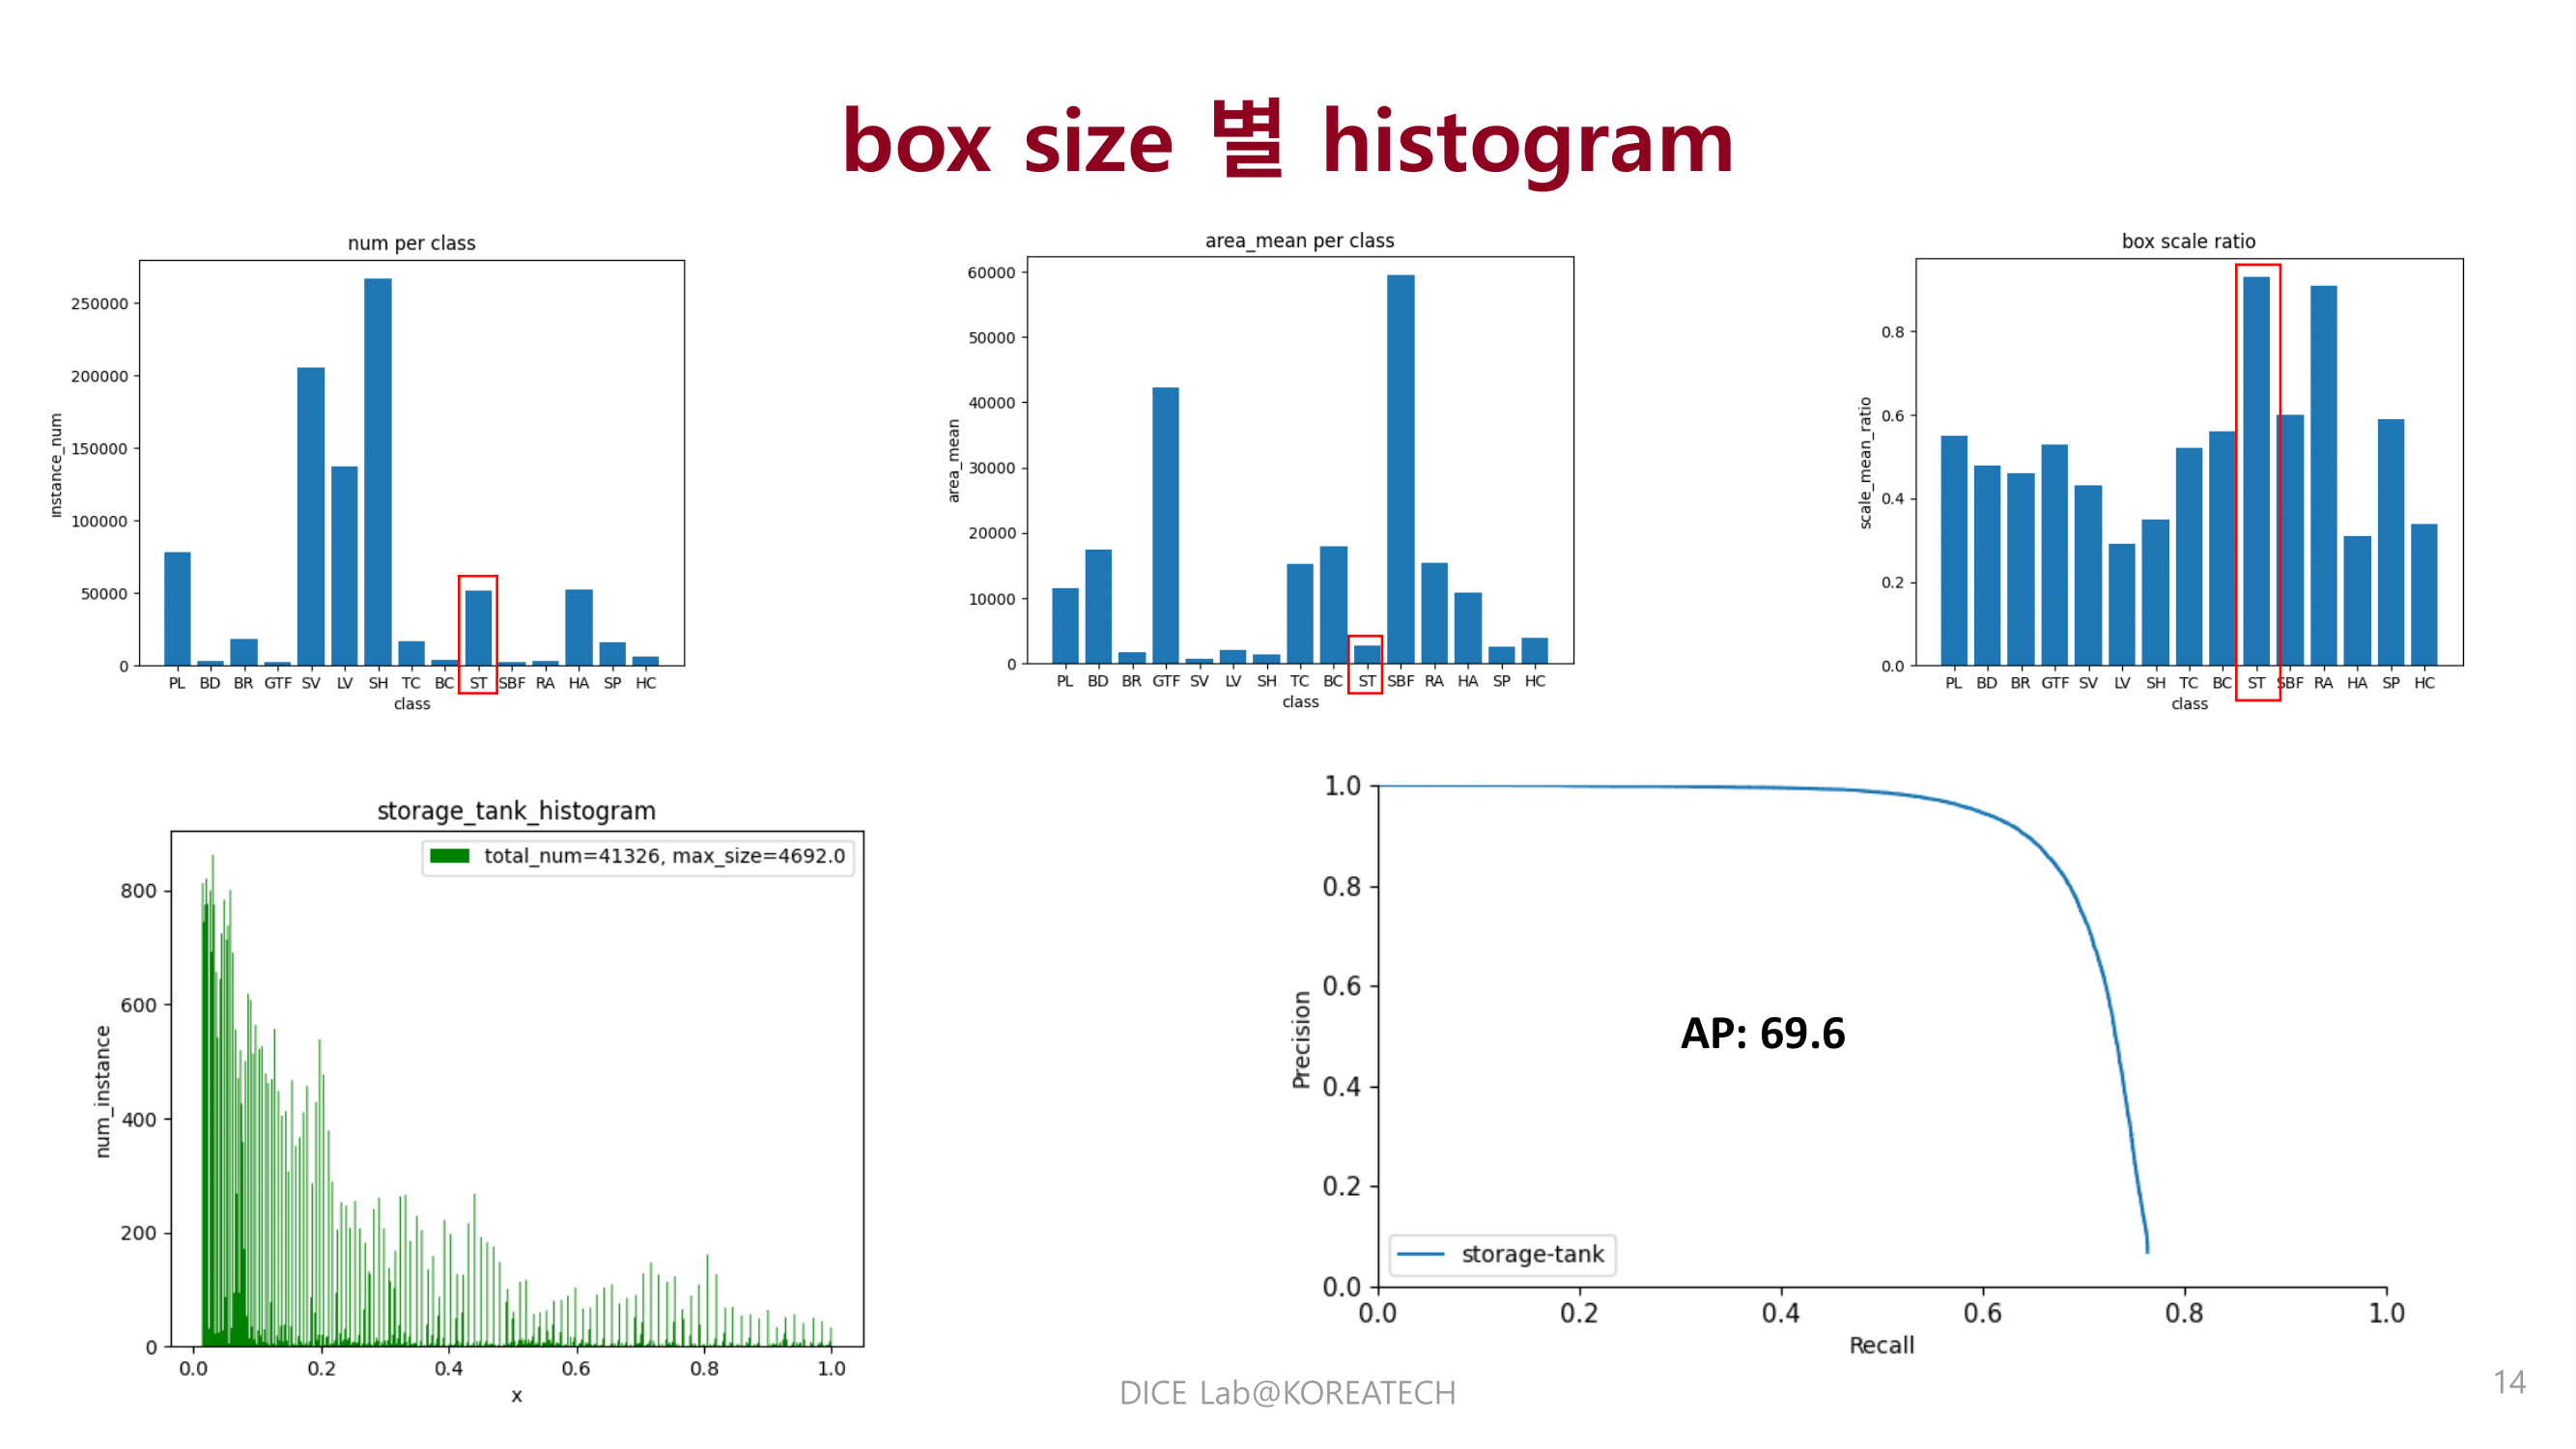 box size 별 histogram
num per class
250000
200000
150000
100000
50000
0
instance_num
PL BD BR GTF SV LV SH TC BC ST SBF RA HA SP HC
class
area_mean per class
60000
50000
40000
30000
20000
10000
0
area_mean
PL BD BR GTF SV LV SH TC BC ST SBF RA HA SP HC
class
box scale ratio
0.8
0.6
0.4
0.2
0.0
scale_mean_ratio
PL BD BR GTF SV LV SH TC BC ST SBF RA HA SP HC
class
storage_tank_histogram
total_num=41326, max_size=4692.0
800
600
400
200
0
num_instance
0.0 0.2 0.4 0.6 0.8 1.0
x
1.0
0.8
0.6
0.4
0.2
0.0
Precision
AP: 69.6
storage-tank
0.0 0.2 0.4 0.6 0.8 1.0
Recall
DICE Lab@KOREATECH
14